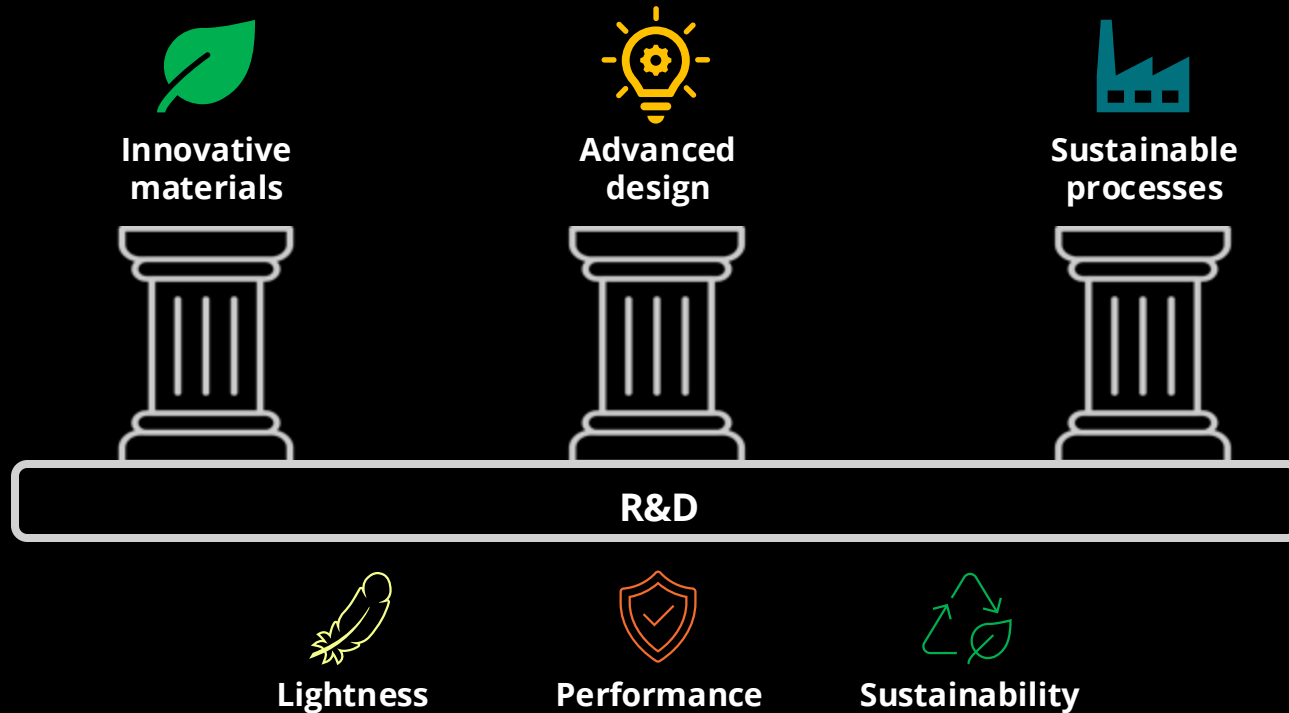 Innovative
materials
Advanced
design
Sustainable
processes
R&D
Lightness
Performance
Sustainability